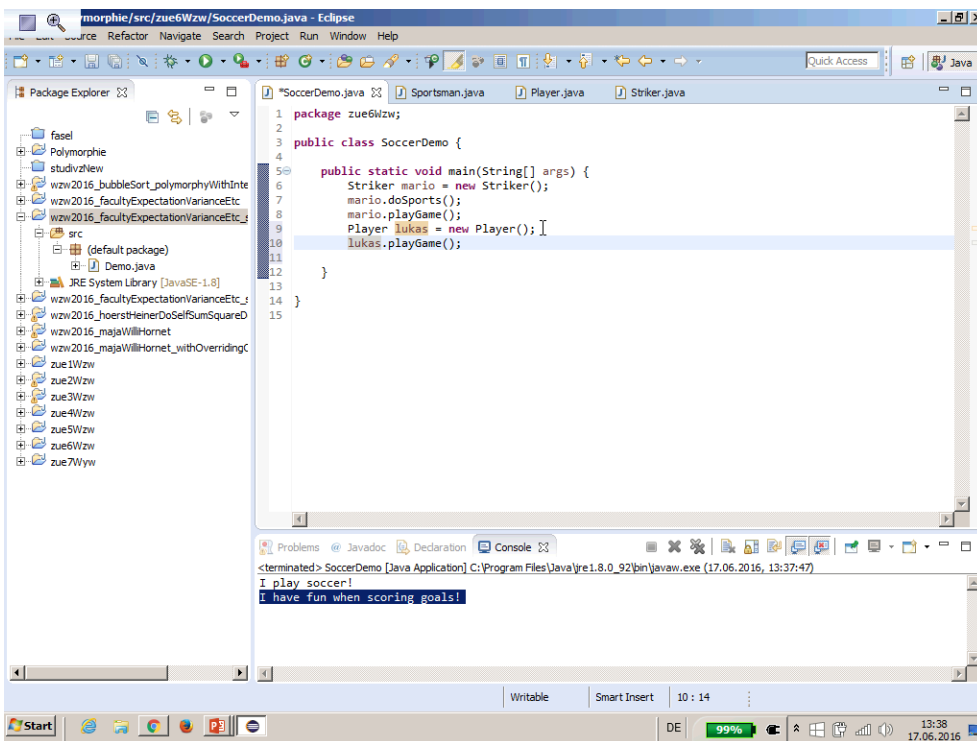 morphie/src/zue6Wzw/SoccerDemo.java - Eclipse
Refactor Navigate Search Project Run Window Help
Quick Access
Java
Package Explorer
*SoccerDemo.java
Sportsman.java
Player.java
Striker.java
fasel
Polymorphie
studivzNew
wzw2016_bubbleSort_polymorphyWithInte
wzw2016_facultyExpectationVarianceEtc
wzw2016_facultyExpectationVarianceEtc_s
src
(default package)
Demo.java
JRE System Library [JavaSE-1.8]
wzw2016_facultyExpectationVarianceEtc_s
wzw2016_hoerstHeinerDoSelfSumSquareD
wzw2016_majaWilliHornet
wzw2016_majaWilliHornet_withOverridingC
zue1Wzw
zue2Wzw
zue3Wzw
zue4Wzw
zue5Wzw
zue6Wzw
zue7Wyw
1 package zue6Wzw;
2
3 public class SoccerDemo {
4
5 public static void main(String[] args) {
6 Striker mario = new Striker();
7 mario.doSports();
8 mario.playGame();
9 Player lukas = new Player();
10 lukas.playGame();
11
12 }
13
14 }
15
Problems @ Javadoc Declaration Console
<terminated> SoccerDemo [Java Application] C:\Program Files\Java\jre1.8.0_92\bin\javaw.exe (17.06.2016, 13:37:47)
I play soccer!
I have fun when scoring goals!
Writable Smart Insert 10 : 14
Start
DE
99%
13:38
17.06.2016